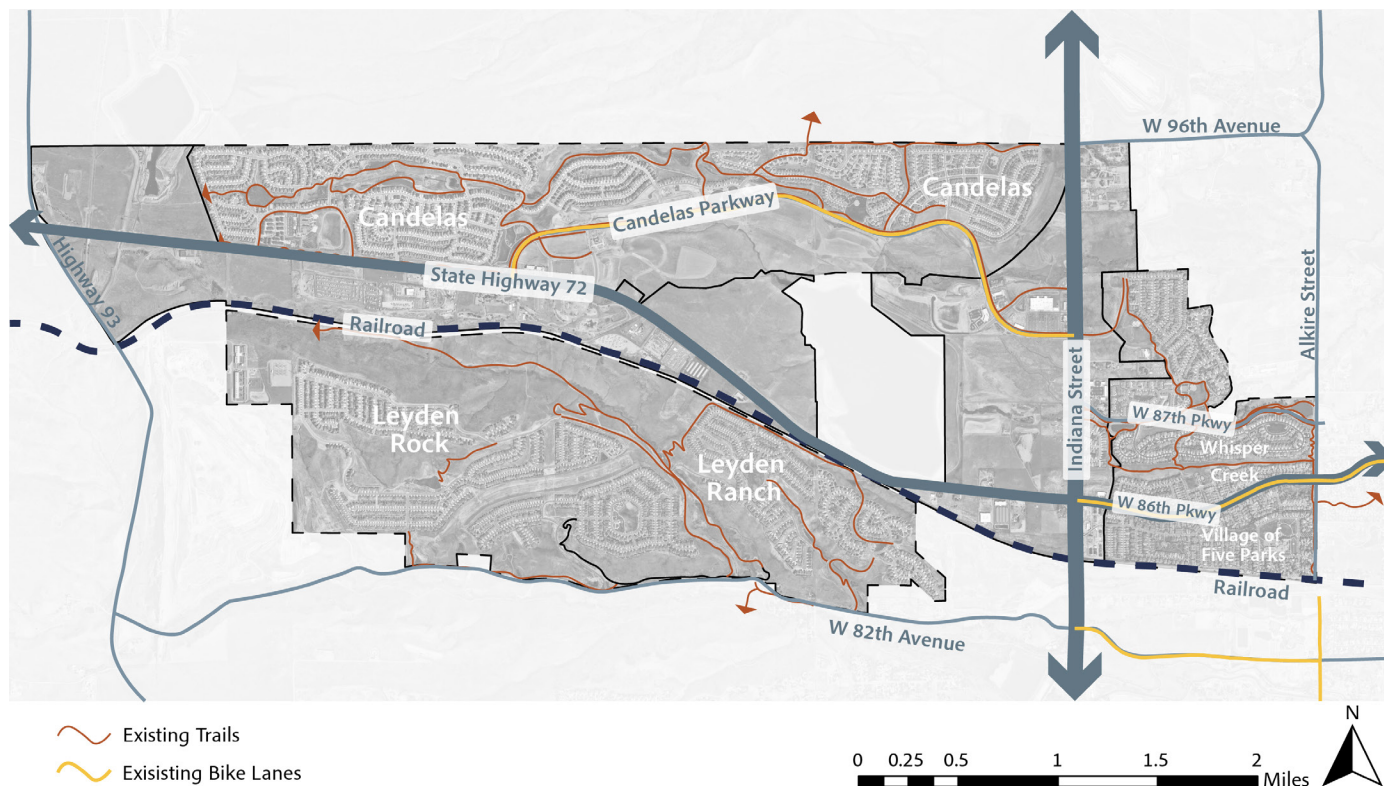 W 96th Avenue
Candelas
Candelas
Candelas Parkway
Highway 93
State Highway 72
Alkire Street
Railroad
Indiana Street
Leyden
Rock
W 87th Pkwy
Whisper
Creek
Leyden
Ranch
W 86th Pkwy
Village of
Five Parks
Railroad
W 82th Avenue
N
Existing Trails
Exisisting Bike Lanes
0 0.25 0.5 1 1.5 2
Miles